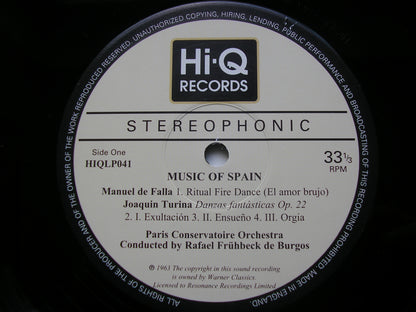 ALL RIGHTS OF THE PRODUCER AND OF THE OWNER OF THE WORK REPRODUCED RESERVED. UNAUTHORIZED COPYING, HIRING, LENDING, PUBLIC PERFORMANCE AND BROADCASTING OF THIS RECORDING PROHIBITED. MADE IN ENGLAND.
Hi-Q
RECORDS
STEREOPHONIC
Side One
HIQLP041
33 1/3
RPM
MUSIC OF SPAIN
Manuel de Falla 1. Ritual Fire Dance (El amor brujo)
Joaquin Turina Danzas fantásticas Op. 22
2. I. Exultación 3. II. Ensueño 4. III. Orgia
Paris Conservatoire Orchestra
Conducted by Rafael Frühbeck de Burgos
℗ 1963 The copyright in this sound recording
is owned by Warner Classics.
Licensed to Resonance Recordings Limited